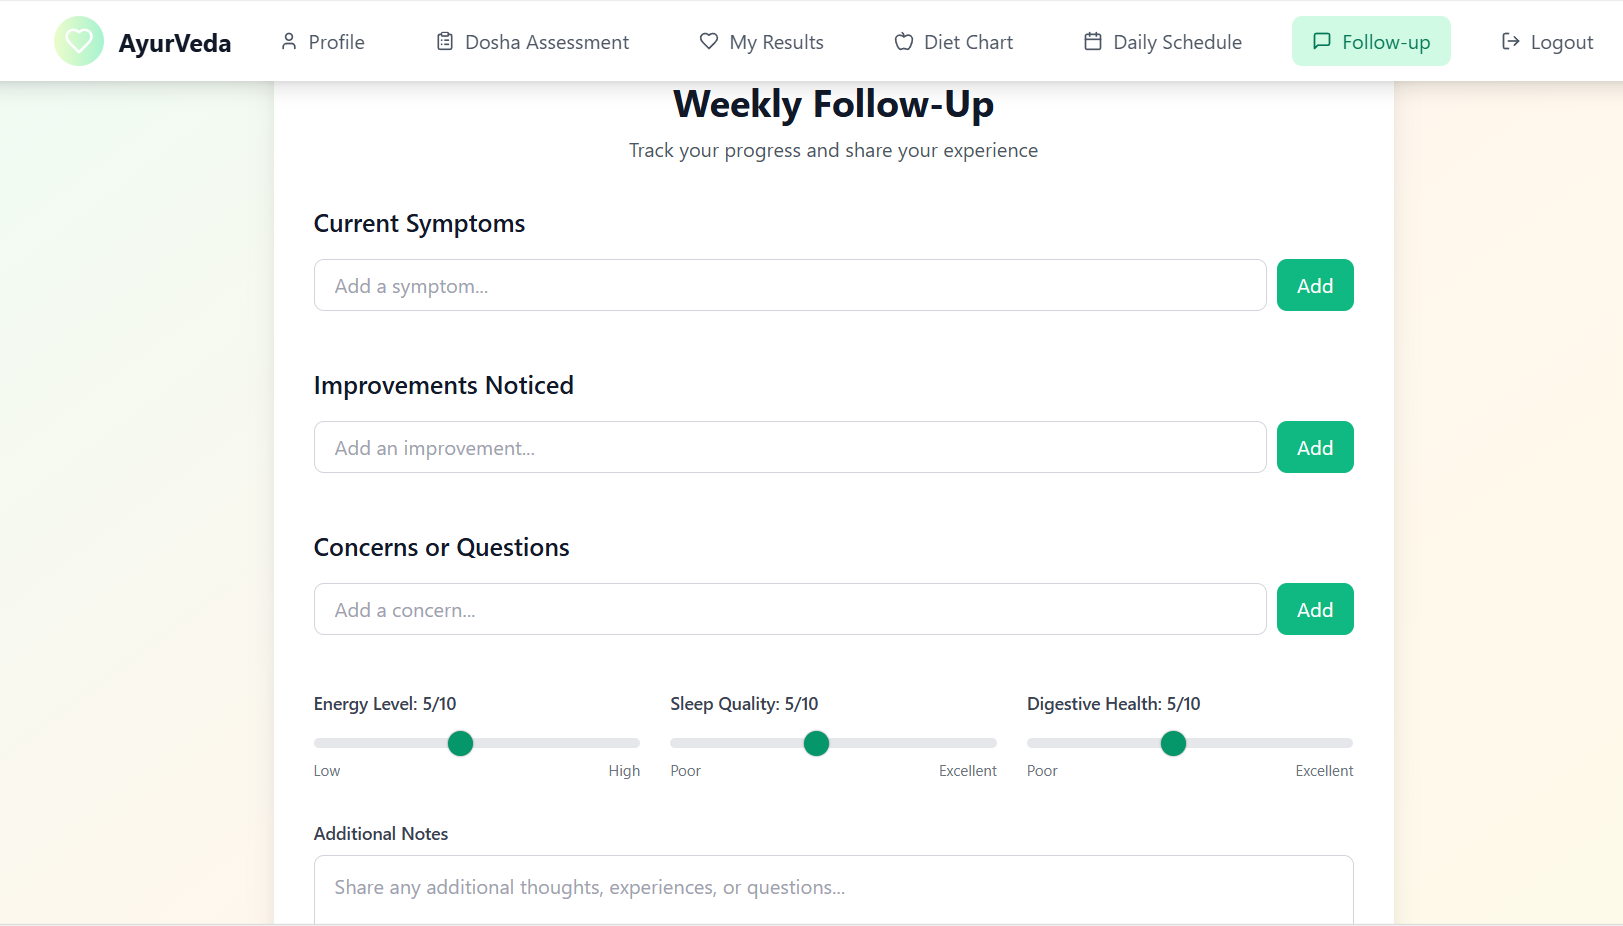 AyurVeda Profile Dosha Assessment My Results Diet Chart Daily Schedule Follow-up Logout
Weekly Follow-Up
Track your progress and share your experience
Current Symptoms
Add a symptom... Add
Improvements Noticed
Add an improvement... Add
Concerns or Questions
Add a concern... Add
Energy Level: 5/10 Sleep Quality: 5/10 Digestive Health: 5/10
Low High Poor Excellent Poor Excellent
Additional Notes
Share any additional thoughts, experiences, or questions...